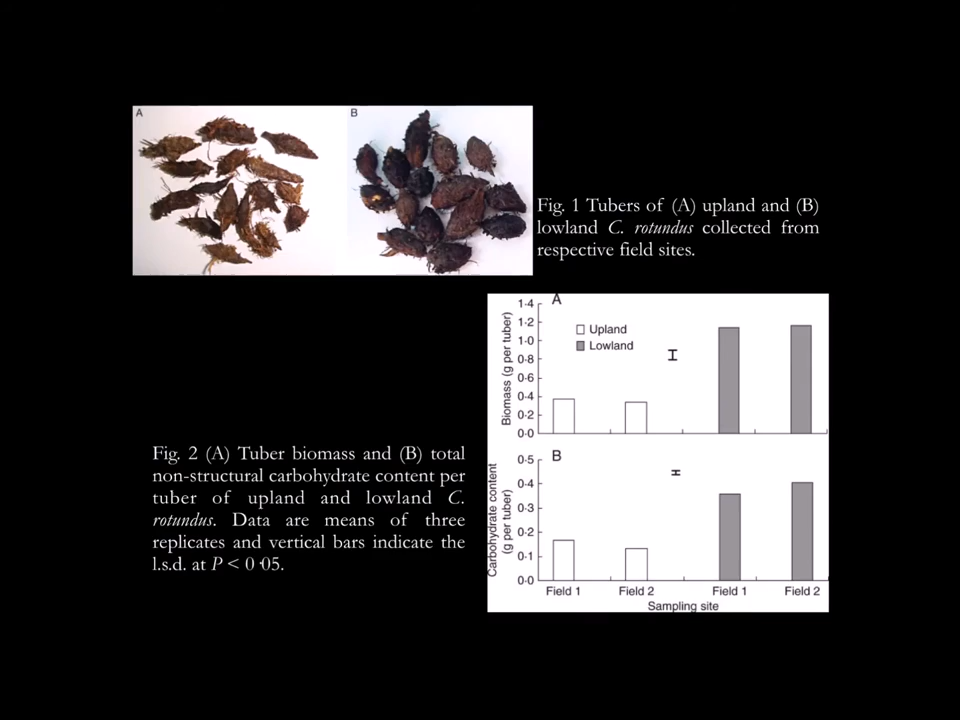 A
B
Fig. 1 Tubers of (A) upland and (B)
lowland C. rotundus collected from
respective field sites.
A
Biomass (g per tuber)
1·4
1·2
1·0
0·8
0·6
0·4
0·2
0·0
Upland
Lowland
Fig. 2 (A) Tuber biomass and (B) total
non-structural carbohydrate content per
tuber of upland and lowland C.
rotundus. Data are means of three
replicates and vertical bars indicate the
l.s.d. at P < 0·05.
B
Carbohydrate content
(g per tuber)
0·5
0·4
0·3
0·2
0·1
0·0
Field 1 Field 2 Field 1 Field 2
Sampling site